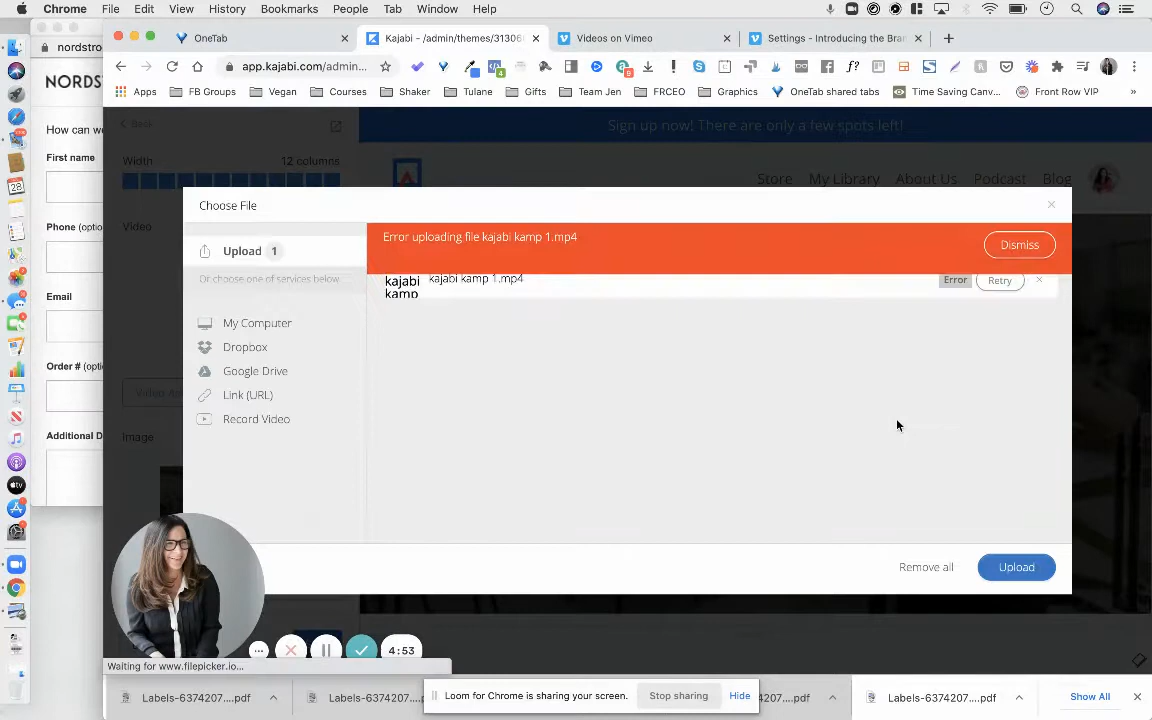 Chrome File Edit View History Bookmarks People Tab Window Help
nordstro
OneTab
Kajabi - /admin/themes/31306
Videos on Vimeo
Settings - Introducing the Bra
app.kajabi.com/admin...
f?
Apps FB Groups Vegan Courses Shaker Tulane Gifts Team Jen FRCEO Graphics OneTab shared tabs Time Saving Canv... Front Row VIP »
NORDS
How can we
First name
Phone (optio
Email
Order # (optio
Additional D
Back
Width 12 columns
Video
Image
Sign up now! There are only a few spots left!
Store My Library About Us Podcast Blog
Choose File
Upload 1
Or choose one of services below
My Computer
Dropbox
Google Drive
Link (URL)
Record Video
Error uploading file kajabi kamp 1.mp4
Dismiss
kajabi
kamp
kajabi kamp 1.mp4
Error Retry
Remove all Upload
4:53
Waiting for www.filepicker.io...
Labels-6374207....pdf
Labels-6374207....pdf
Loom for Chrome is sharing your screen. Stop sharing Hide
07....pdf
Labels-6374207....pdf
Show All